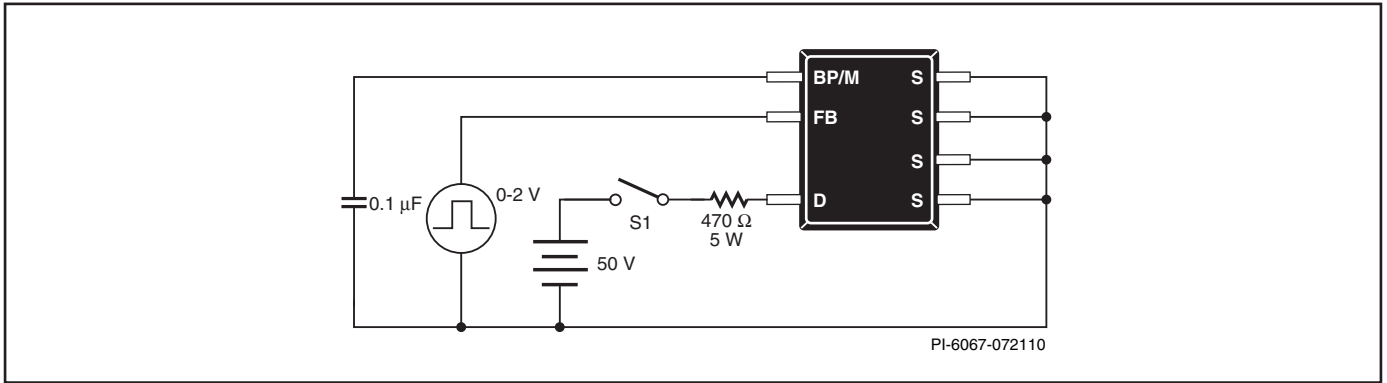 BP/M S
FB S
S
D S
0.1 μF
0-2 V
S1
470 Ω
5 W
50 V
PI-6067-072110